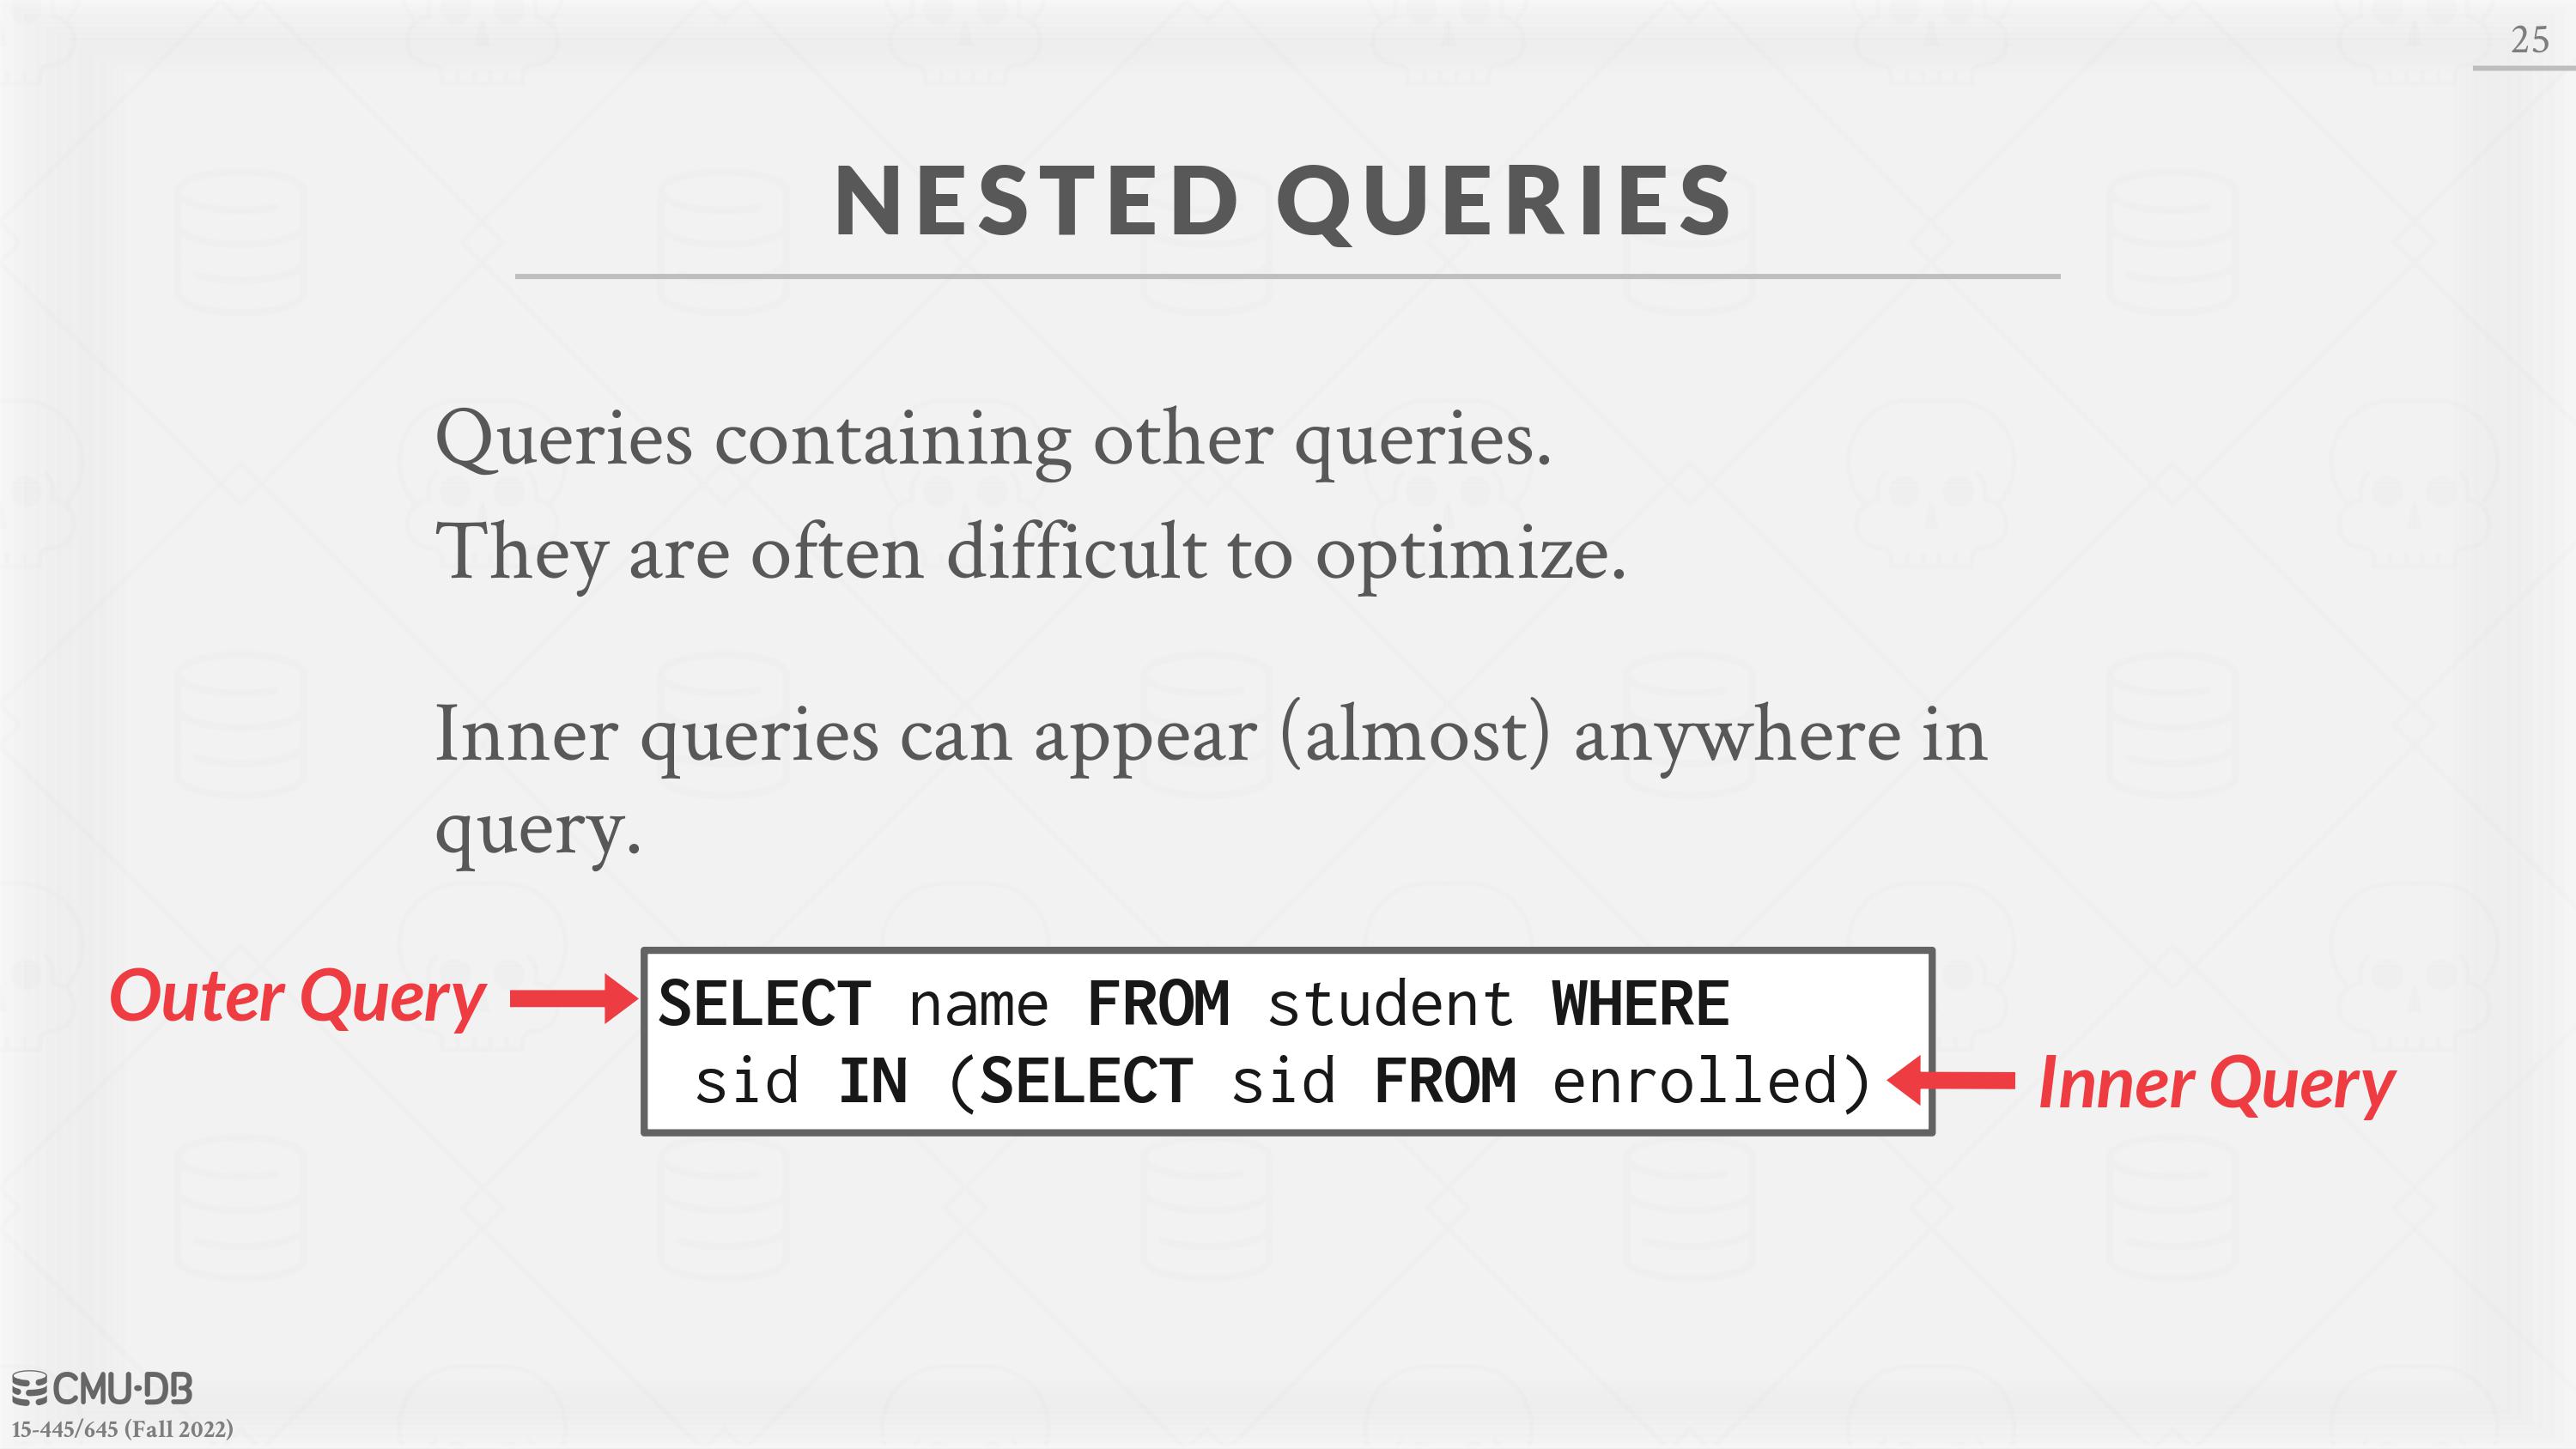 25
NESTED QUERIES
Queries containing other queries.
They are often difficult to optimize.
Inner queries can appear (almost) anywhere in
query.
Outer Query
SELECT name FROM student WHERE
sid IN (SELECT sid FROM enrolled)
Inner Query
CMU·DB
15-445/645 (Fall 2022)